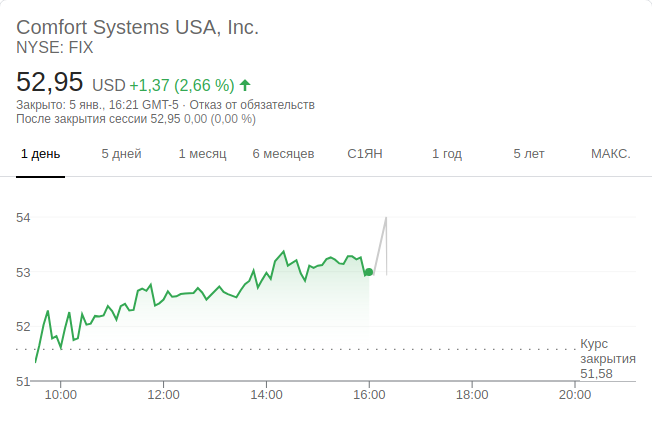 Comfort Systems USA, Inc.
NYSE: FIX
52,95 USD +1,37 (2,66 %)
Закрыто: 5 янв., 16:21 GMT-5 · Отказ от обязательств
После закрытия сессии 52,95 0,00 (0,00 %)
1 день 5 дней 1 месяц 6 месяцев С1ЯН 1 год 5 лет МАКС.
54
53
52
Курс
закрытия
51,58
51
10:00 12:00 14:00 16:00 18:00 20:00